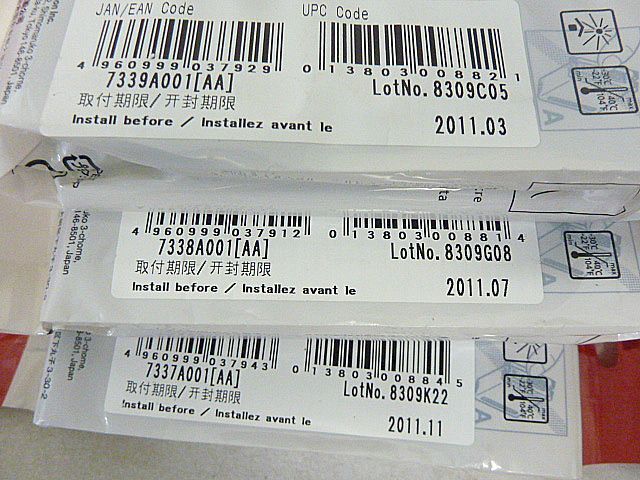 JAN/EAN Code
UPC Code
4 960999 037929
0 13803 00882 1
7339A001[AA]
LotNo. 8309C05
取付期限/开封期限
Install before / Installez avant le
2011.03
4 960999 037912
0 13803 00881 4
7338A001[AA]
LotNo. 8309G08
取付期限/开封期限
Install before / Installez avant le
2011.07
146-8501, Japan
4 960999 037943
0 13803 00884 5
7337A001[AA]
LotNo. 8309K22
取付期限/开封期限
Install before / Installez avant le
2011.11